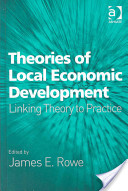 Theories of
Local Economic
Development
Linking Theory to Practice
Edited by
James E. Rowe